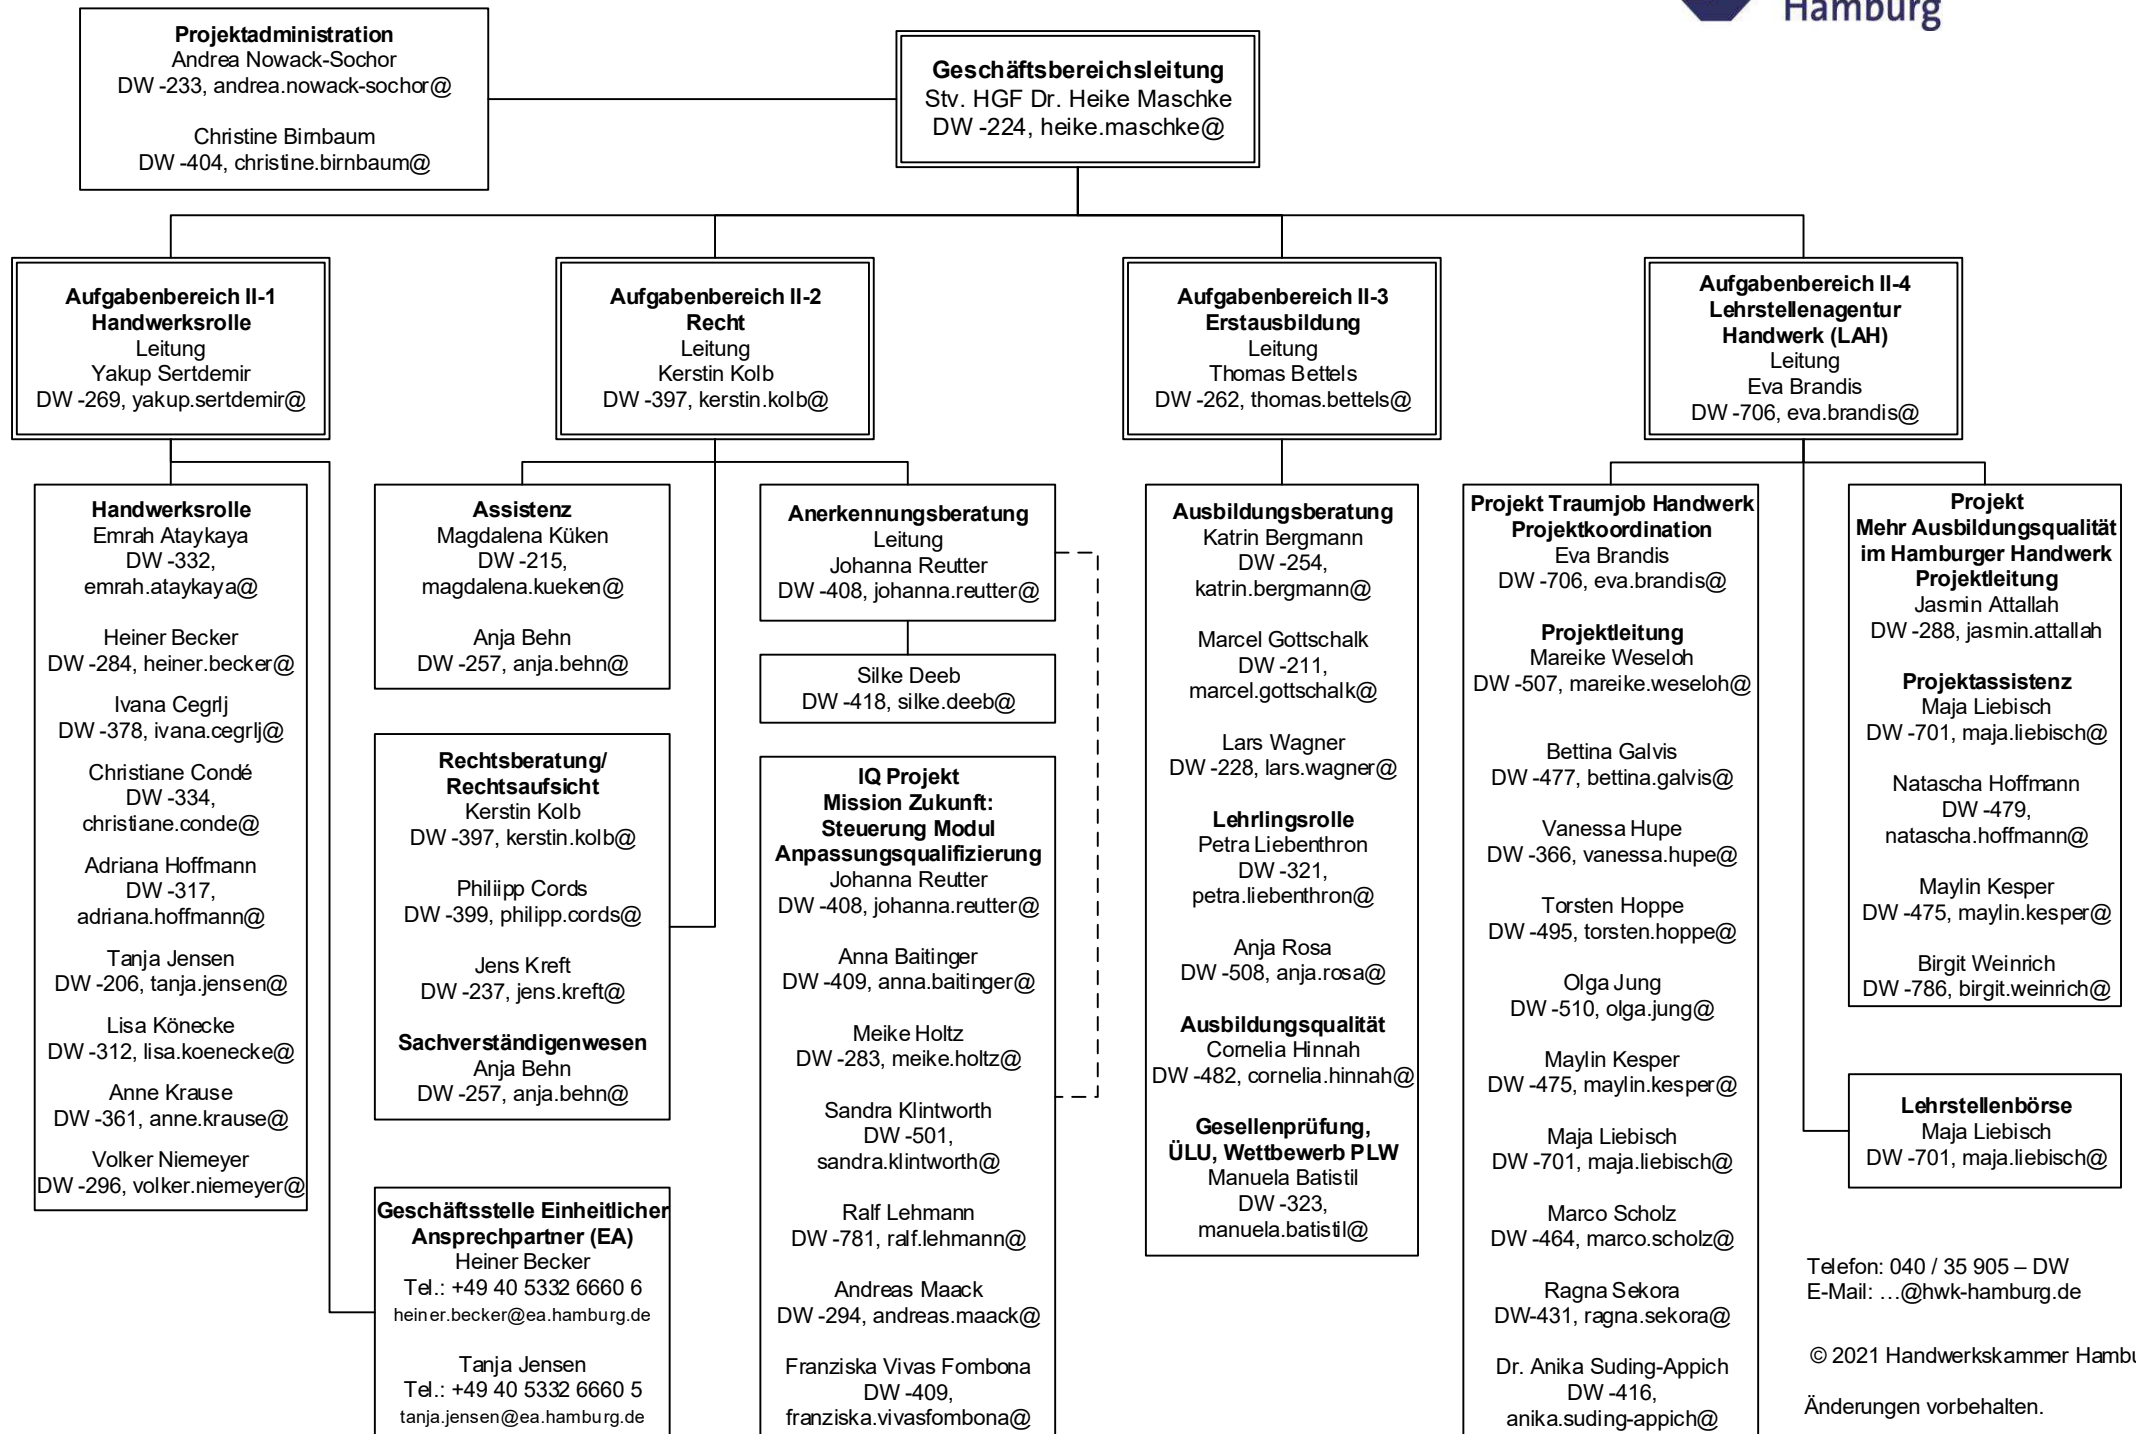 Hamburg
Projektadministration
Andrea Nowack-Sochor
DW -233, andrea.nowack-sochor@
Christine Birnbaum
DW -404, christine.birnbaum@
Geschäftsbereichsleitung
Stv. HGF Dr. Heike Maschke
DW -224, heike.maschke@
Aufgabenbereich II-1
Handwerksrolle
Leitung
Yakup Sertdemir
DW -269, yakup.sertdemir@
Aufgabenbereich II-2
Recht
Leitung
Kerstin Kolb
DW -397, kerstin.kolb@
Aufgabenbereich II-3
Erstausbildung
Leitung
Thomas Bettels
DW -262, thomas.bettels@
Aufgabenbereich II-4
Lehrstellenagentur
Handwerk (LAH)
Leitung
Eva Brandis
DW -706, eva.brandis@
Handwerksrolle
Emrah Ataykaya
DW -332,
emrah.ataykaya@
Heiner Becker
DW -284, heiner.becker@
Ivana Cegrlj
DW -378, ivana.cegrlj@
Christiane Condé
DW -334,
christiane.conde@
Adriana Hoffmann
DW -317,
adriana.hoffmann@
Tanja Jensen
DW -206, tanja.jensen@
Lisa Könecke
DW -312, lisa.koenecke@
Anne Krause
DW -361, anne.krause@
Volker Niemeyer
DW -296, volker.niemeyer@
Assistenz
Magdalena Küken
DW -215,
magdalena.kueken@
Anja Behn
DW -257, anja.behn@
Rechtsberatung/
Rechtsaufsicht
Kerstin Kolb
DW -397, kerstin.kolb@
Philiipp Cords
DW -399, philipp.cords@
Jens Kreft
DW -237, jens.kreft@
Sachverständigenwesen
Anja Behn
DW -257, anja.behn@
Geschäftsstelle Einheitlicher
Ansprechpartner (EA)
Heiner Becker
Tel.: +49 40 5332 6660 6
heiner.becker@ea.hamburg.de
Tanja Jensen
Tel.: +49 40 5332 6660 5
tanja.jensen@ea.hamburg.de
Anerkennungsberatung
Leitung
Johanna Reutter
DW -408, johanna.reutter@
Silke Deeb
DW -418, silke.deeb@
IQ Projekt
Mission Zukunft:
Steuerung Modul
Anpassungsqualifizierung
Johanna Reutter
DW -408, johanna.reutter@
Anna Baitinger
DW -409, anna.baitinger@
Meike Holtz
DW -283, meike.holtz@
Sandra Klintworth
DW -501,
sandra.klintworth@
Ralf Lehmann
DW -781, ralf.lehmann@
Andreas Maack
DW -294, andreas.maack@
Franziska Vivas Fombona
DW -409,
franziska.vivasfombona@
Ausbildungsberatung
Katrin Bergmann
DW -254,
katrin.bergmann@
Marcel Gottschalk
DW -211,
marcel.gottschalk@
Lars Wagner
DW -228, lars.wagner@
Lehrlingsrolle
Petra Liebenthron
DW -321,
petra.liebenthron@
Anja Rosa
DW -508, anja.rosa@
Ausbildungsqualität
Cornelia Hinnah
DW -482, cornelia.hinnah@
Gesellenprüfung,
ÜLU, Wettbewerb PLW
Manuela Batistil
DW -323,
manuela.batistil@
Projekt Traumjob Handwerk
Projektkoordination
Eva Brandis
DW -706, eva.brandis@
Projektleitung
Mareike Weseloh
DW -507, mareike.weseloh@
Bettina Galvis
DW -477, bettina.galvis@
Vanessa Hupe
DW -366, vanessa.hupe@
Torsten Hoppe
DW -495, torsten.hoppe@
Olga Jung
DW -510, olga.jung@
Maylin Kesper
DW -475, maylin.kesper@
Maja Liebisch
DW -701, maja.liebisch@
Marco Scholz
DW -464, marco.scholz@
Ragna Sekora
DW-431, ragna.sekora@
Dr. Anika Suding-Appich
DW -416,
anika.suding-appich@
Projekt
Mehr Ausbildungsqualität
im Hamburger Handwerk
Projektleitung
Jasmin Attallah
DW -288, jasmin.attallah
Projektassistenz
Maja Liebisch
DW -701, maja.liebisch@
Natascha Hoffmann
DW -479,
natascha.hoffmann@
Maylin Kesper
DW -475, maylin.kesper@
Birgit Weinrich
DW -786, birgit.weinrich@
Lehrstellenbörse
Maja Liebisch
DW -701, maja.liebisch@
Telefon: 040 / 35 905 – DW
E-Mail: …@hwk-hamburg.de
© 2021 Handwerkskammer Hambu
Änderungen vorbehalten.